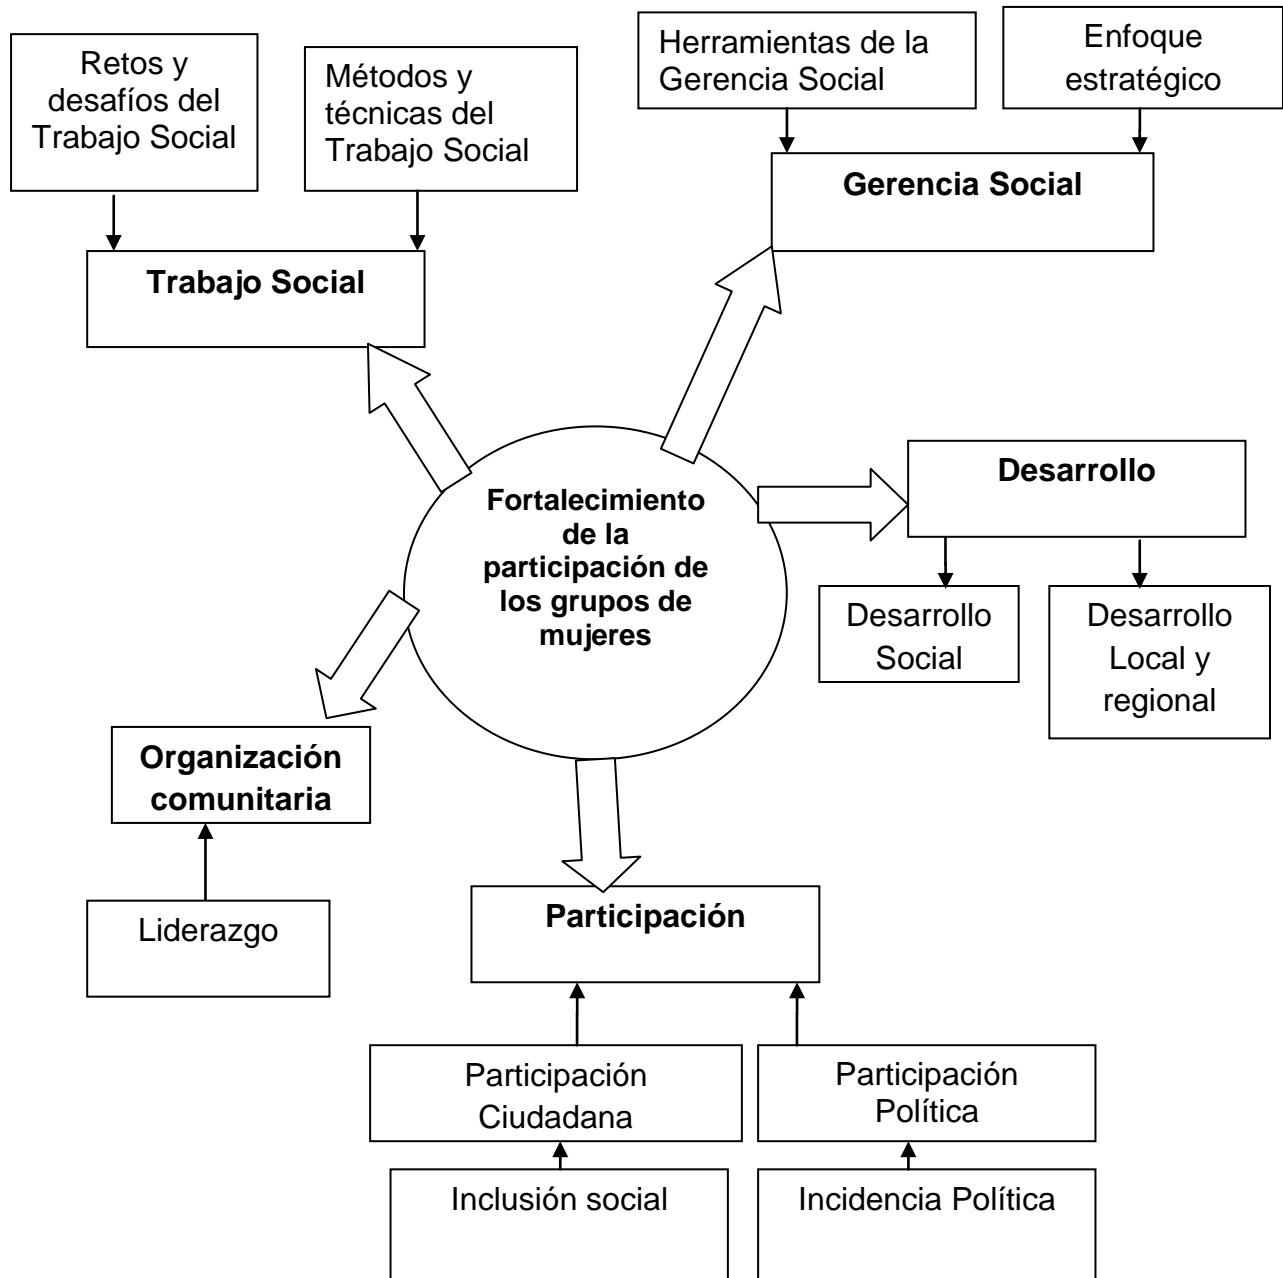 Retos y
desafíos del
Trabajo Social
Métodos y
técnicas del
Trabajo Social
Herramientas de la
Gerencia Social
Enfoque
estratégico
Trabajo Social
Gerencia Social
Fortalecimiento
de la
participación de
los grupos de
mujeres
Desarrollo
Desarrollo
Social
Desarrollo
Local y
regional
Organización
comunitaria
Liderazgo
Participación
Participación
Ciudadana
Participación
Política
Inclusión social
Incidencia Política